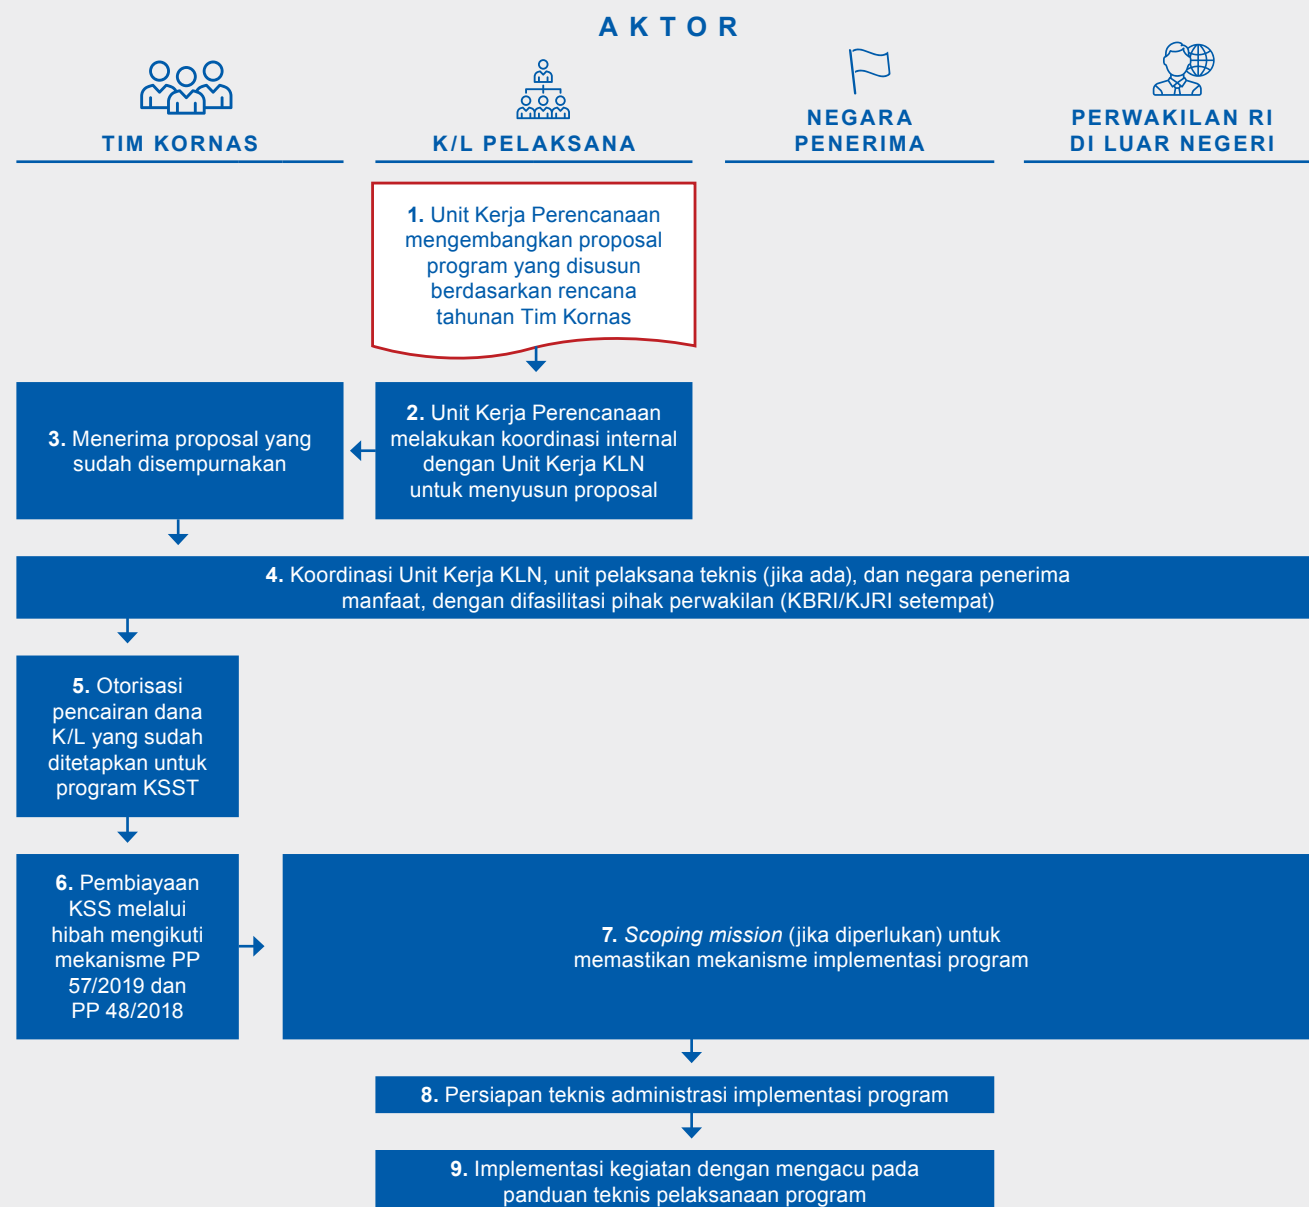 AKTOR
TIM KORNAS
K/L PELAKSANA
NEGARA
PENERIMA
PERWAKILAN RI
DI LUAR NEGERI
1. Unit Kerja Perencanaan
mengembangkan proposal
program yang disusun
berdasarkan rencana
tahunan Tim Kornas
2. Unit Kerja Perencanaan
melakukan koordinasi internal
dengan Unit Kerja KLN
untuk menyusun proposal
3. Menerima proposal yang
sudah disempurnakan
4. Koordinasi Unit Kerja KLN, unit pelaksana teknis (jika ada), dan negara penerima
manfaat, dengan difasilitasi pihak perwakilan (KBRI/KJRI setempat)
5. Otorisasi
pencairan dana
K/L yang sudah
ditetapkan untuk
program KSST
6. Pembiayaan
KSS melalui
hibah mengikuti
mekanisme PP
57/2019 dan
PP 48/2018
7. Scoping mission (jika diperlukan) untuk
memastikan mekanisme implementasi program
8. Persiapan teknis administrasi implementasi program
9. Implementasi kegiatan dengan mengacu pada
panduan teknis pelaksanaan program